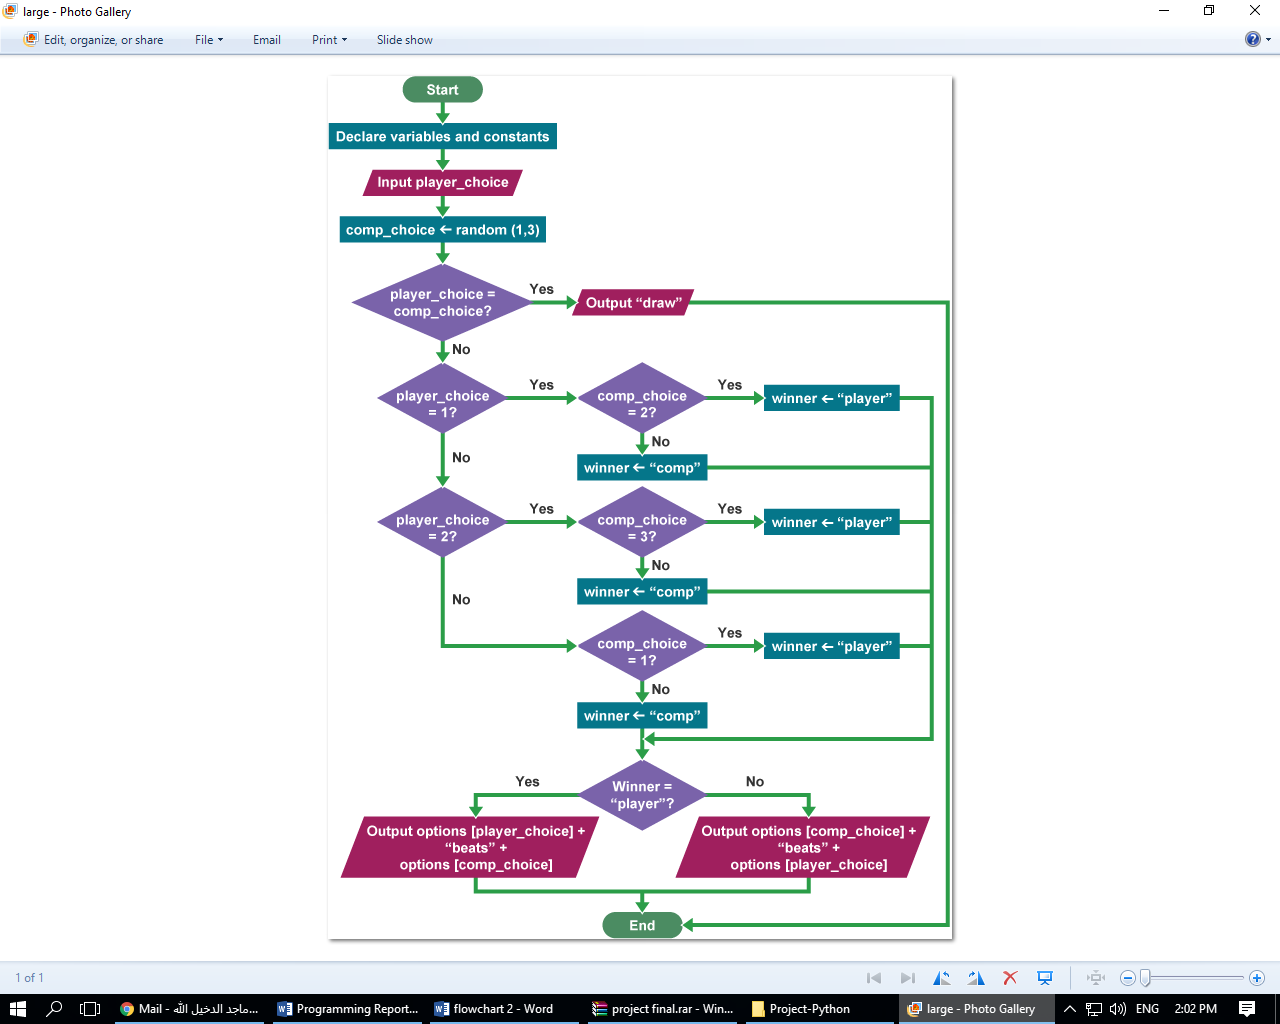 large - Photo Gallery
Edit, organize, or share File Email Print Slide show
Start
Declare variables and constants
Input player_choice
comp_choice ← random (1,3)
player_choice =
comp_choice?
Yes
Output “draw”
No
player_choice
= 1?
Yes
comp_choice
= 2?
Yes
winner ← “player”
No
winner ← “comp”
No
player_choice
= 2?
Yes
comp_choice
= 3?
Yes
winner ← “player”
No
winner ← “comp”
No
comp_choice
= 1?
Yes
winner ← “player”
No
winner ← “comp”
Winner =
“player”?
Yes
No
Output options [player_choice] +
“beats” +
options [comp_choice]
Output options [comp_choice] +
“beats” +
options [player_choice]
End
1 of 1
Mail - ماجد الدخيل الله... Programming Report... flowchart 2 - Word project final.rar - Win... Project-Python large - Photo Gallery ENG 2:02 PM